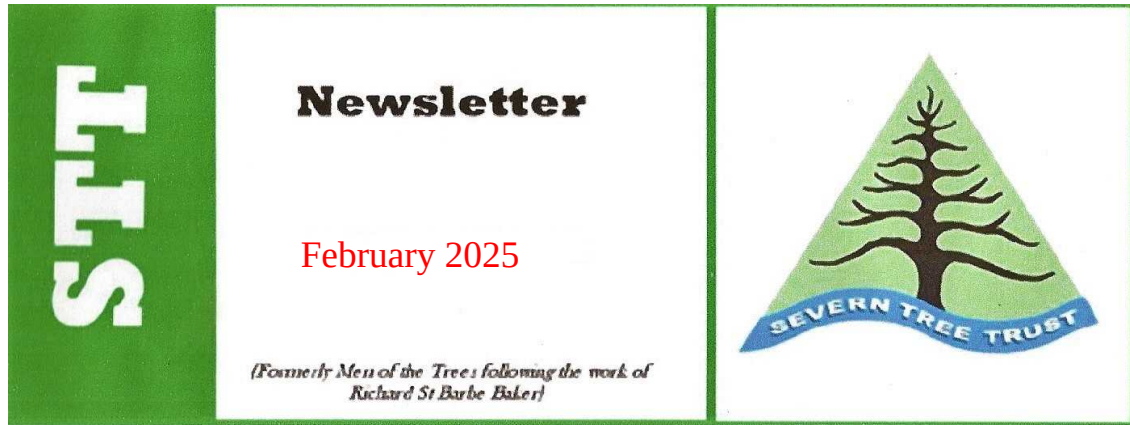 STT
Newsletter
February 2025
(Formerly Men of the Trees following the work of
Richard St Barbe Baker)
SEVERN TREE TRUST